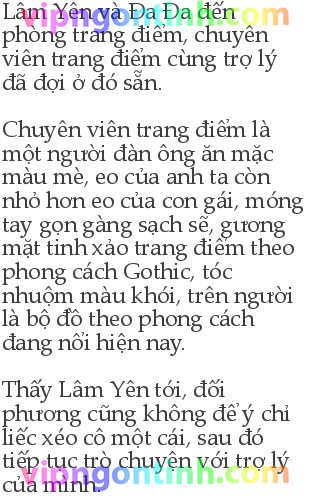 Lâm Yên và Đa Đa đến
vipngontinh.com
phòng trang điểm, chuyên
viên trang điểm cùng trợ lý
đã đợi ở đó sẵn.
Chuyên viên trang điểm là
một người đàn ông ăn mặc
màu mè, eo của anh ta còn
nhỏ hơn eo của con gái, móng
tay gọn gàng sạch sẽ, gương
mặt tinh xảo trang điểm theo
phong cách Gothic, tóc
nhuộm màu khói, trên người
là bộ đồ theo phong cách
đang nổi hiện nay.
Thấy Lâm Yên tới, đối
phương cũng không để ý chỉ
liếc xéo cô một cái, sau đó
tiếp tục trò chuyện với trợ lý
vipngontinh.com
của mình.